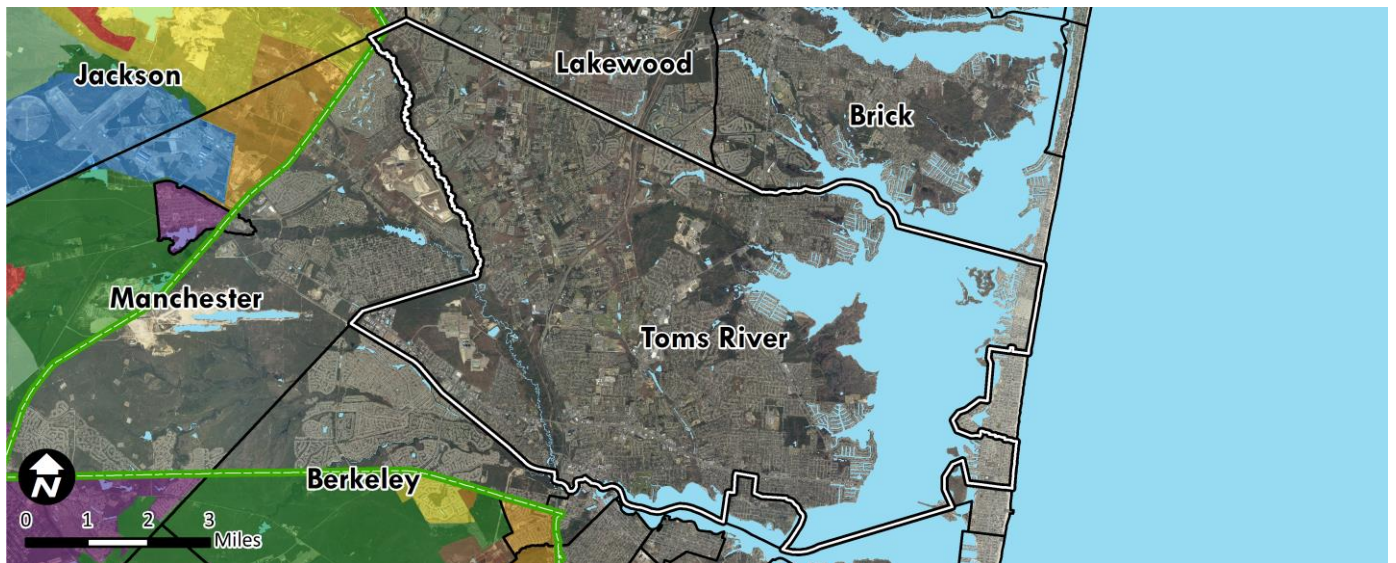 Jackson
Lakewood
Brick
Manchester
Toms River
Berkeley
N
0 1 2 3
Miles